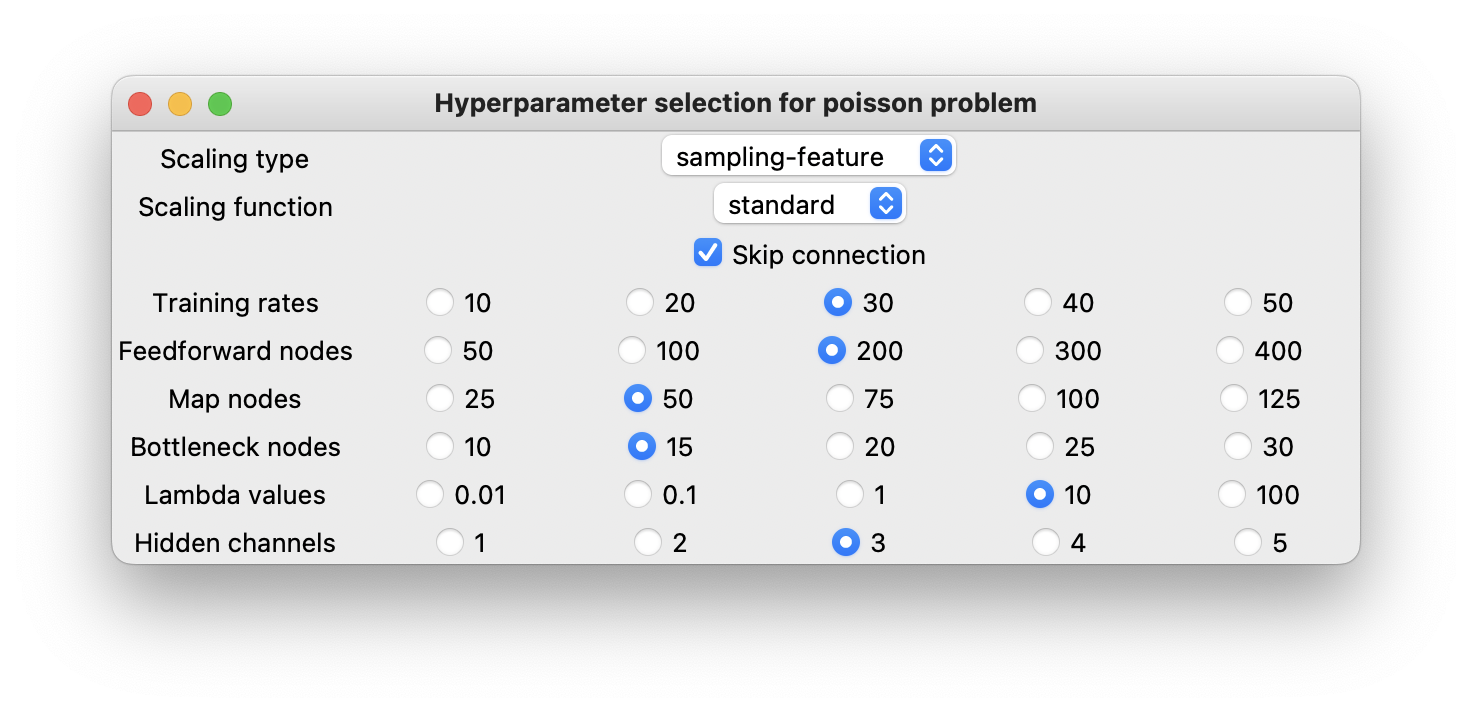 Hyperparameter selection for poisson problem
Scaling type sampling-feature
Scaling function standard
Skip connection
Training rates 10 20 30 40 50
Feedforward nodes 50 100 200 300 400
Map nodes 25 50 75 100 125
Bottleneck nodes 10 15 20 25 30
Lambda values 0.01 0.1 1 10 100
Hidden channels 1 2 3 4 5